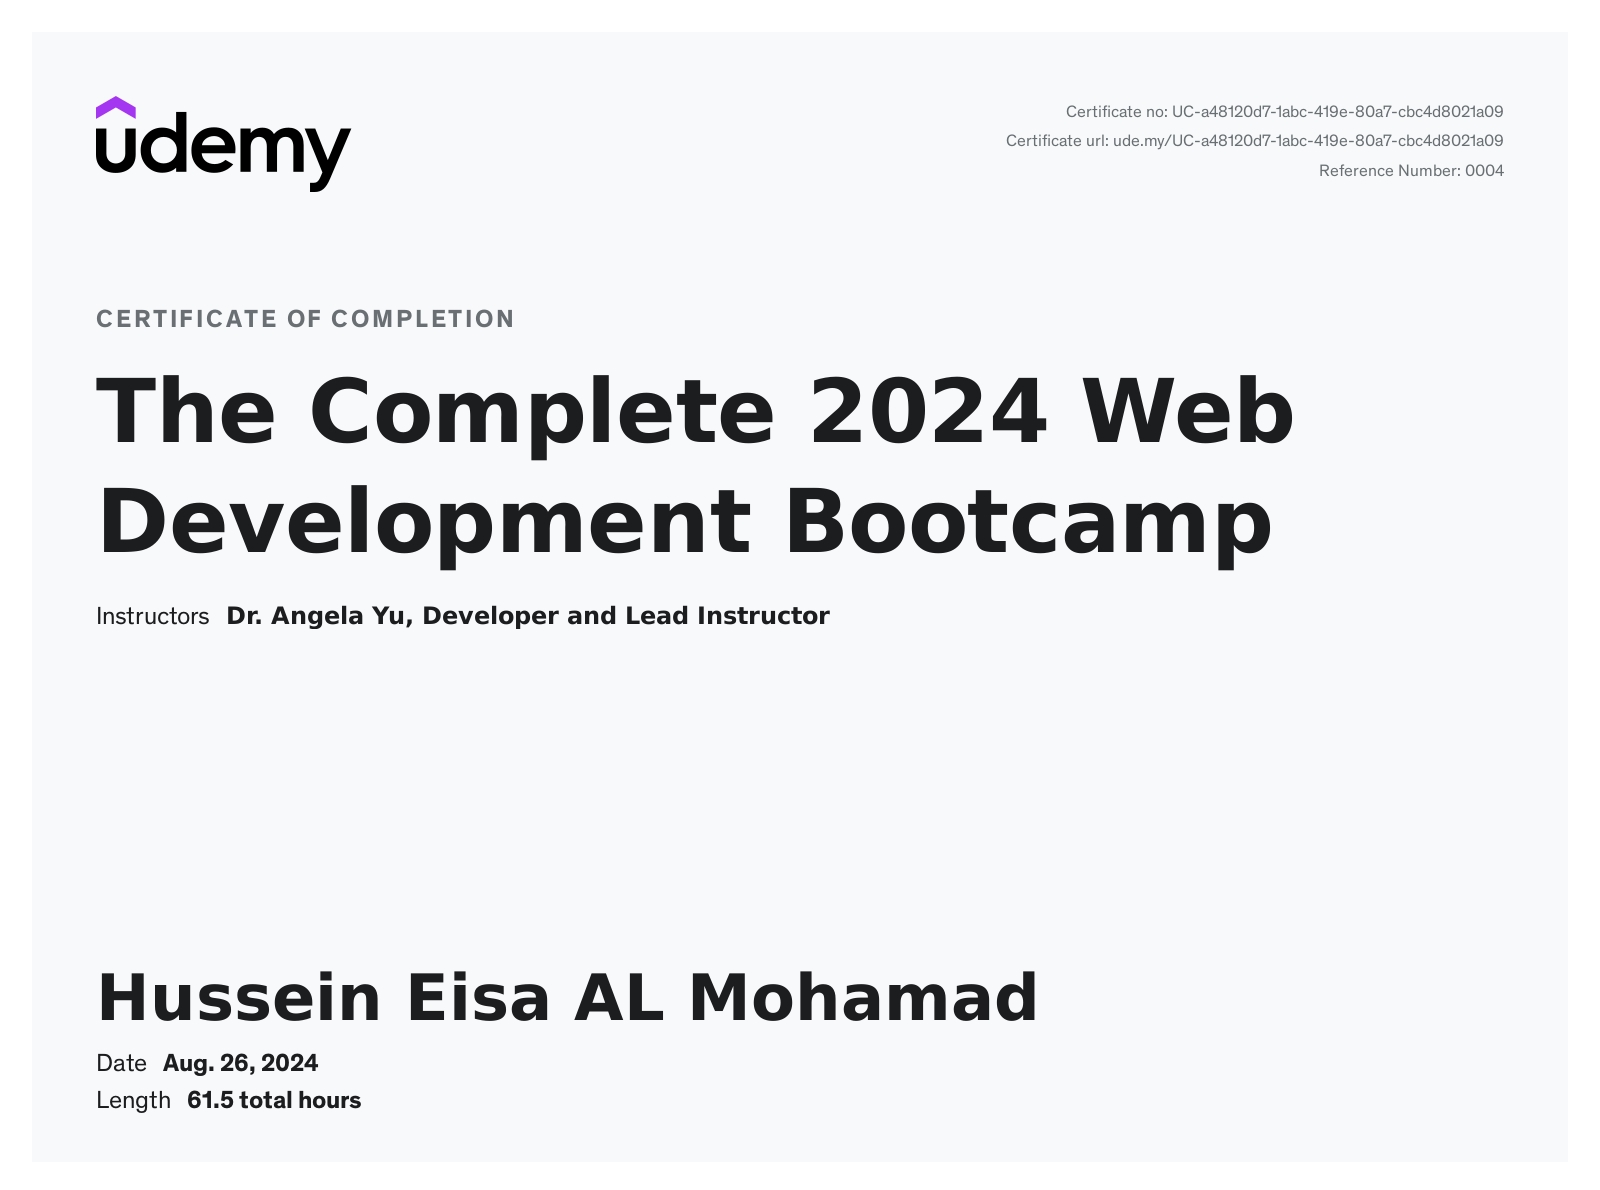 udemy
Certificate no: UC-a48120d7-1abc-419e-80a7-cbc4d8021a09
Certificate url: ude.my/UC-a48120d7-1abc-419e-80a7-cbc4d8021a09
Reference Number: 0004
CERTIFICATE OF COMPLETION
The Complete 2024 Web
Development Bootcamp
Instructors Dr. Angela Yu, Developer and Lead Instructor
Hussein Eisa AL Mohamad
Date Aug. 26, 2024
Length 61.5 total hours